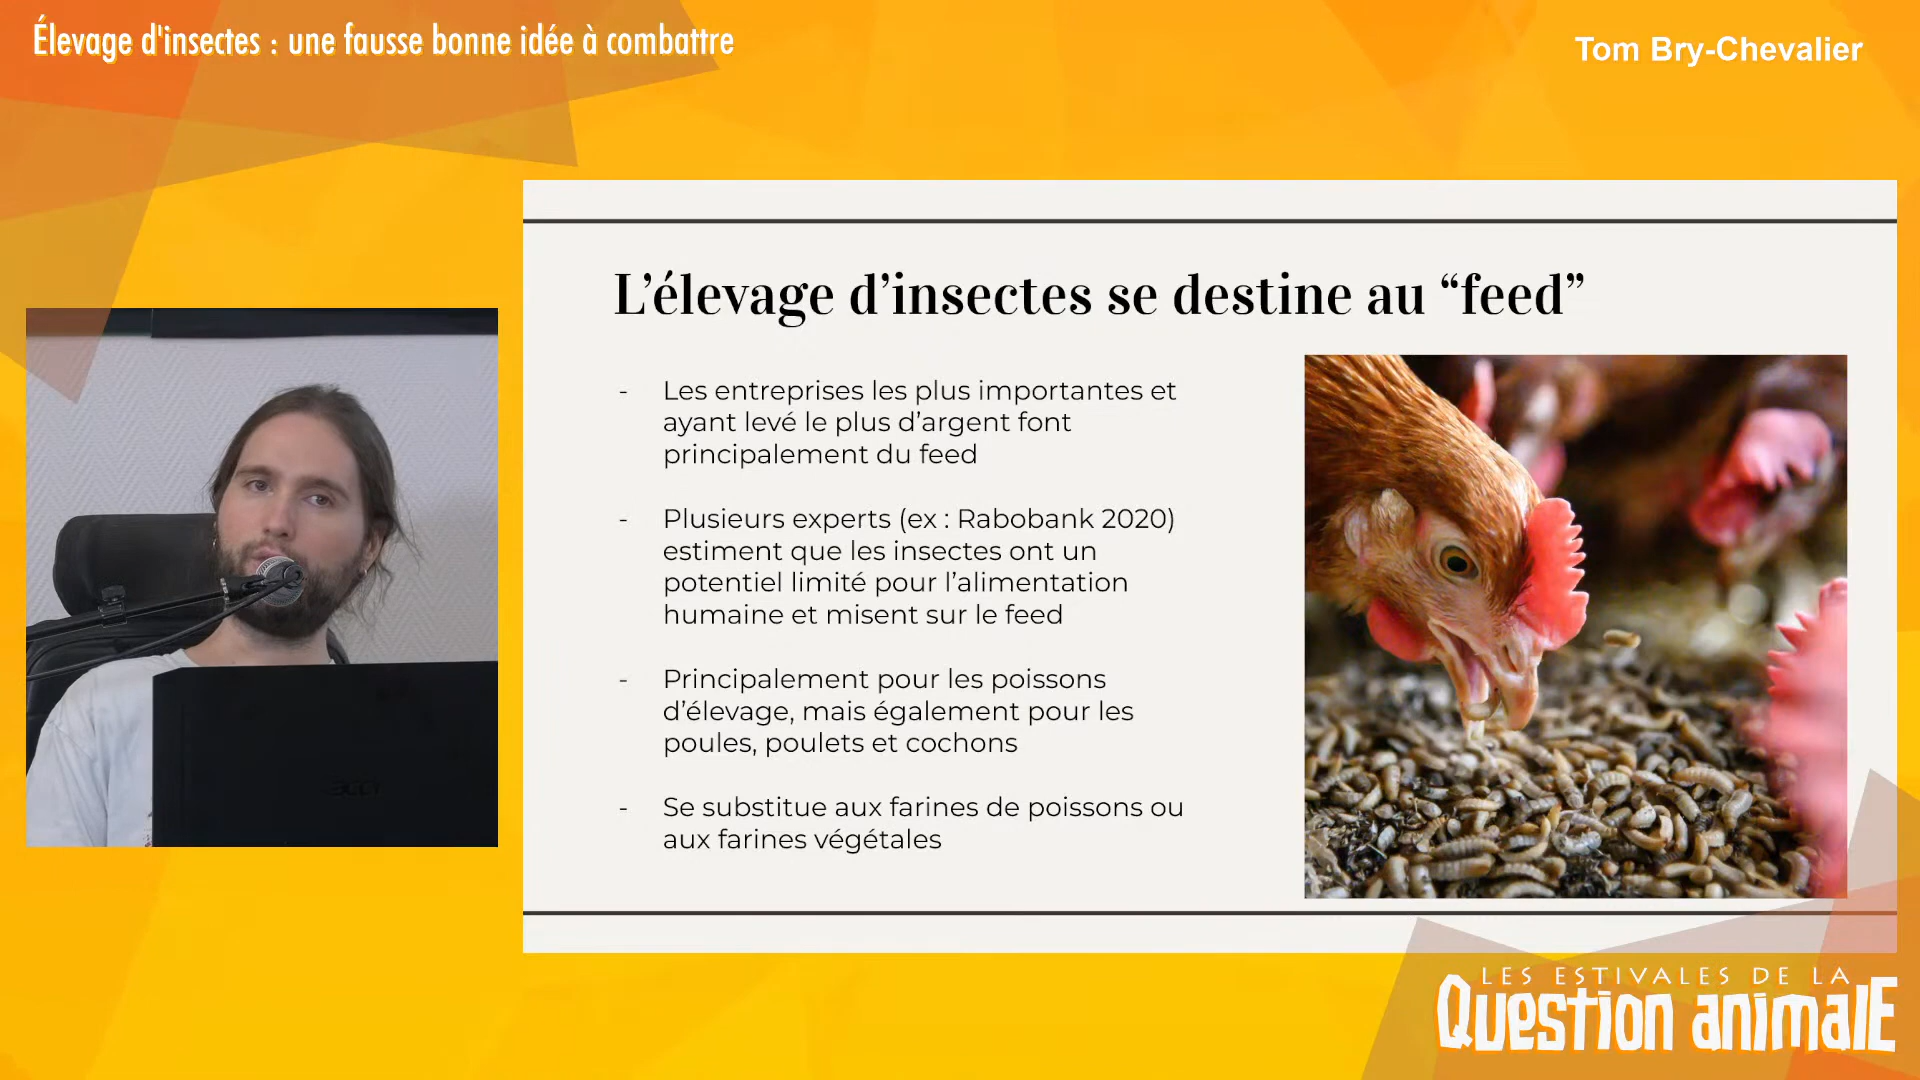 Élevage d'insectes : une fausse bonne idée à combattre
Tom Bry-Chevalier
L’élevage d’insectes se destine au “feed”
- Les entreprises les plus importantes et
ayant levé le plus d’argent font
principalement du feed
- Plusieurs experts (ex : Rabobank 2020)
estiment que les insectes ont un
potentiel limité pour l’alimentation
humaine et misent sur le feed
- Principalement pour les poissons
d’élevage, mais également pour les
poules, poulets et cochons
- Se substitue aux farines de poissons ou
aux farines végétales
LES ESTIVALES DE LA
QUESTION ANIMALE